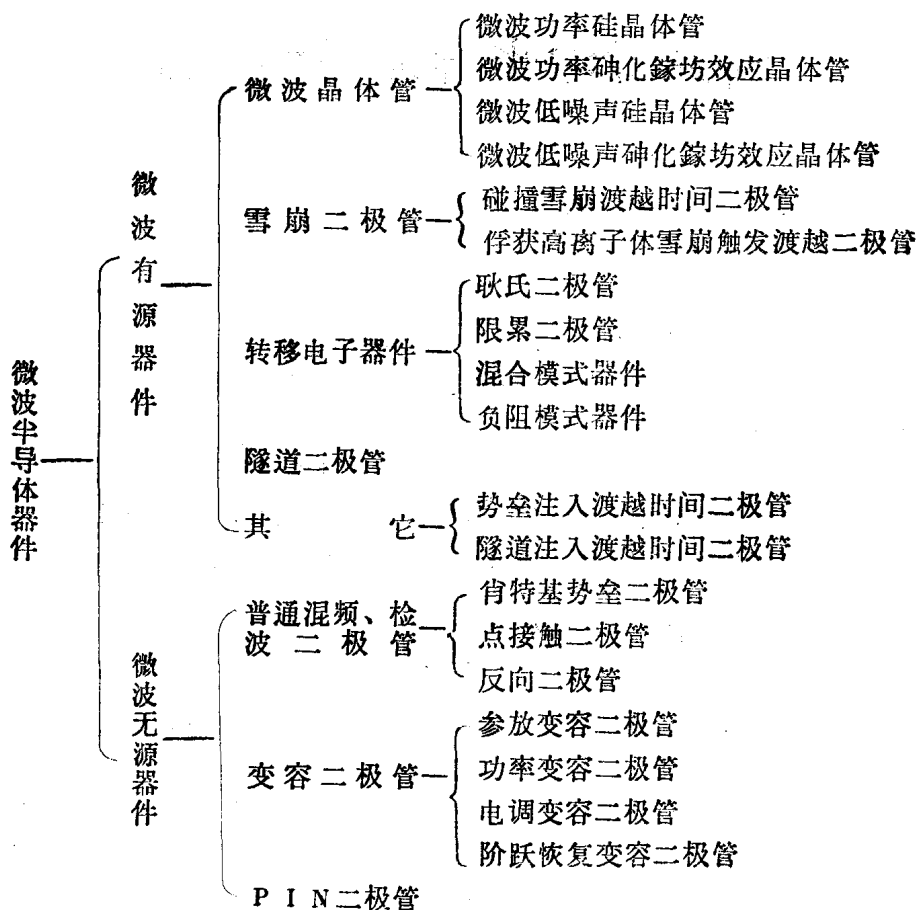 微波半导体器件
微波有源器件
微波晶体管
微波功率硅晶体管
微波功率砷化鎵场效应晶体管
微波低噪声硅晶体管
微波低噪声砷化鎵场效应晶体管
雪崩二极管
碰撞雪崩渡越时间二极管
俘获高离子体雪崩触发渡越二极管
转移电子器件
耿氏二极管
限累二极管
混合模式器件
负阻模式器件
隧道二极管
其它
势垒注入渡越时间二极管
隧道注入渡越时间二极管
微波无源器件
普通混频、检
波二极管
肖特基势垒二极管
点接触二极管
反向二极管
变容二极管
参放变容二极管
功率变容二极管
电调变容二极管
阶跃恢复变容二极管
PIN二极管